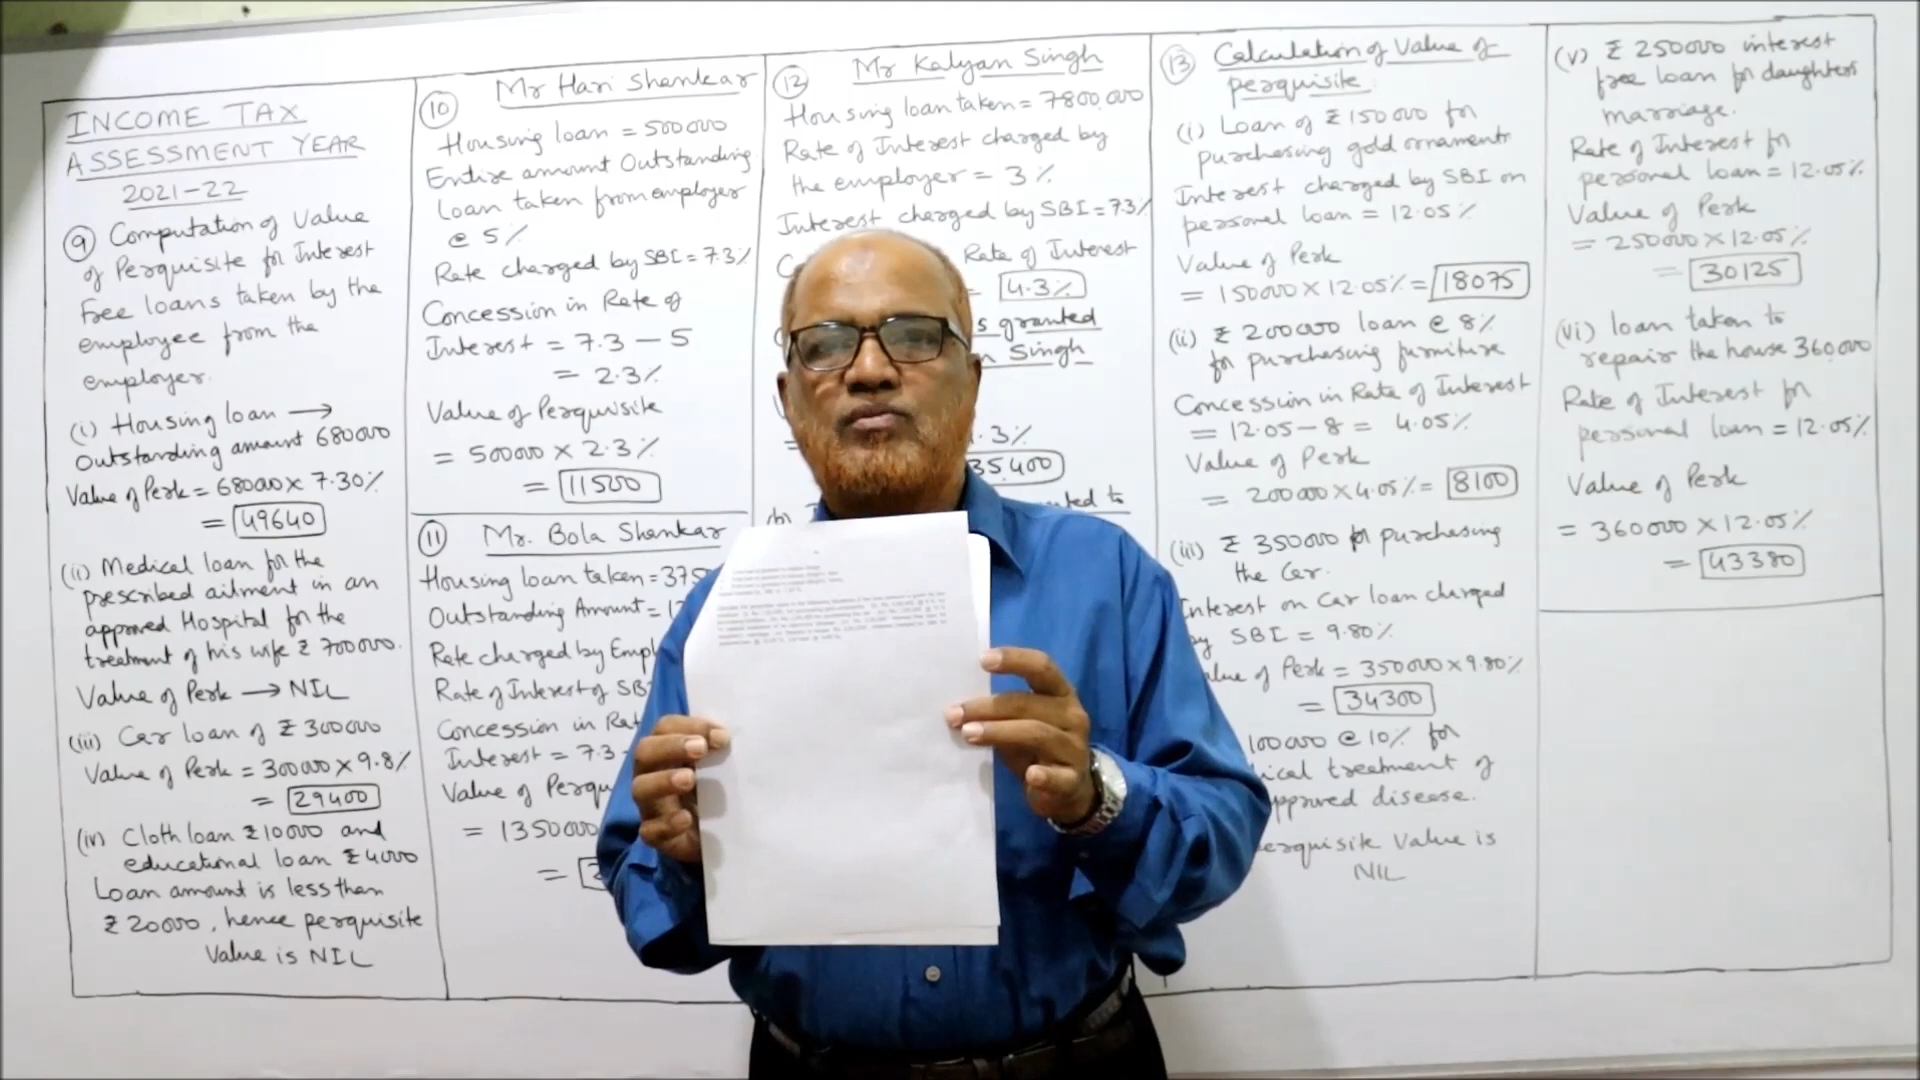 INCOME TAX
ASSESSMENT YEAR
2021-22
(9) Computation of Value
of Perquisite for Interest
Free loans taken by the
employee from the
employer.
(i) Housing loan →
Outstanding amount 680000
Value of Perk = 680000 x 7.30%
= 49640
(ii) Medical loan for the
prescribed ailment in an
approved Hospital for the
treatment of his wife ₹ 700000.
Value of Perk → NIL
(iii) Car loan of ₹ 300000
Value of Perk = 300000 x 9.8%
= 29400
(iv) Cloth loan ₹10000 and
educational loan ₹4000
Loan amount is less than
₹ 20000, hence perquisite
Value is NIL
(10) Mr Hari Shankar
Housing loan = 500000
Entire amount Outstanding
loan taken from employer
@ 5%
Rate charged by SBI = 7.3%
Concession in Rate of
Interest = 7.3 - 5
= 2.3%
Value of Perquisite
= 500000 x 2.3%
= 11500
(11) Mr. Bola Shankar
Housing loan taken = 375
Outstanding Amount =
Rate charged by Empl
Rate of Interest of SB
Concession in Rat
Interest = 7.3 -
Value of Perqu
= 1350000
=
(12) Mr Kalyan Singh
Housing loan taken = 7800,000
Rate of Interest charged by
the employer = 3%
Interest charged by SBI = 7.3%
Rate of Interest
4.3%
s granted
n Singh
.3%
35400
(b)
ted to
(13) Calculation of Value of
perquisite.
(i) Loan of ₹150000 for
purchasing gold ornaments
Interest charged by SBI on
personal loan = 12.05%
Value of Perk
= 150000 x 12.05% = 18075
(ii) ₹ 200000 loan @ 8%
for purchasing furniture
Concession in Rate of Interest
= 12.05 - 8 = 4.05%
Value of Perk
= 200000 x 4.05% = 8100
(iii) ₹ 350000 for purchasing
the Car.
Interest on Car loan charged
by SBI = 9.80%
alue of Perk = 350000 x 9.80%
= 34300
100000 @ 10% for
ical treatment of
pproved disease.
erquisite Value is
NIL
(v) ₹ 250000 interest
free loan for daughters
marriage.
Rate of Interest for
personal loan = 12.05%
Value of Perk
= 250000 x 12.05%
= 30125
(vi) loan taken to
repair the house 360,000
Rate of Interest for
personal loan = 12.05%
Value of Perk
= 360000 x 12.05%
= 43380